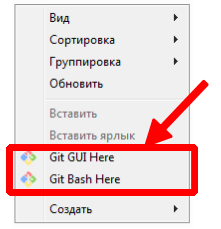 Вид
Сортировка
Группировка
Обновить
Вставить
Вставить ярлык
Git GUI Here
Git Bash Here
Создать